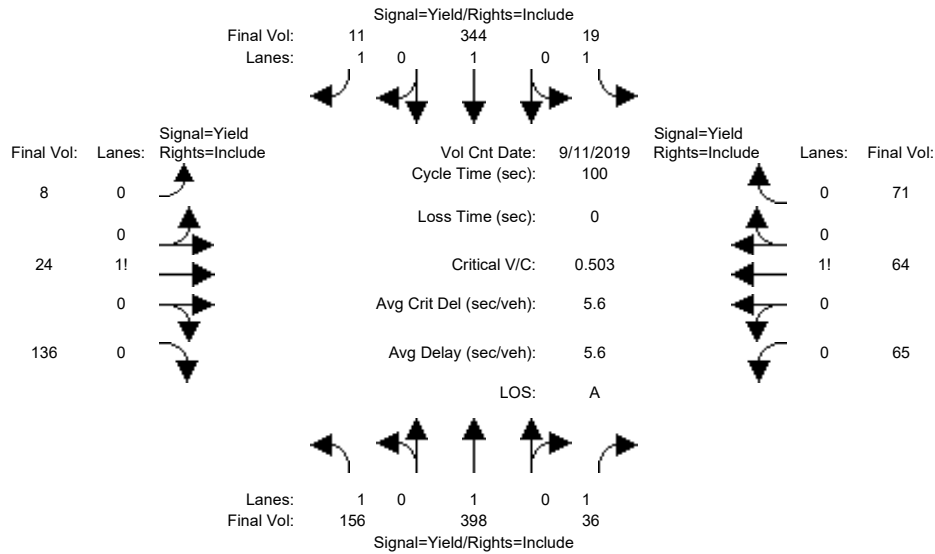 Signal=Yield/Rights=Include
Final Vol: 11 344 19
Lanes: 1 0 1 0 1
Signal=Yield Signal=Yield
Final Vol: Lanes: Rights=Include Vol Cnt Date: 9/11/2019 Rights=Include Lanes: Final Vol:
Cycle Time (sec): 100
8 0 0 71
Loss Time (sec): 0
0 0
24 1! Critical V/C: 0.503 1! 64
0 Avg Crit Del (sec/veh): 5.6 0
136 0 Avg Delay (sec/veh): 5.6 0 65
LOS: A
Lanes: 1 0 1 0 1
Final Vol: 156 398 36
Signal=Yield/Rights=Include